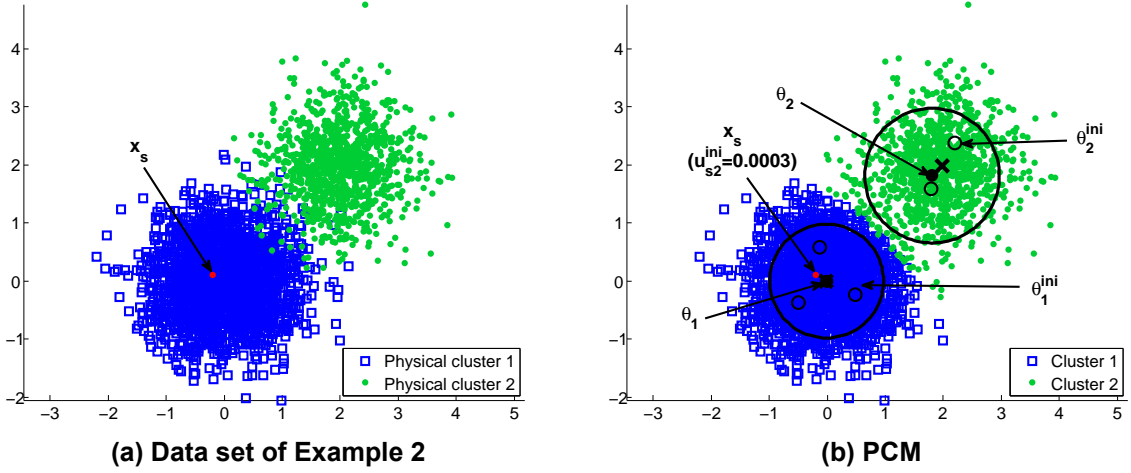 4
3
2
1
0
−1
−2
−3 −2 −1 0 1 2 3 4 5
x_s
Physical cluster 1
Physical cluster 2
(a) Data set of Example 2
4
3
2
1
0
−1
−2
−3 −2 −1 0 1 2 3 4 5
θ_2
x_s
(u_{s2}^{ini}=0.0003)
θ_2^{ini}
θ_1
θ_1^{ini}
Cluster 1
Cluster 2
(b) PCM